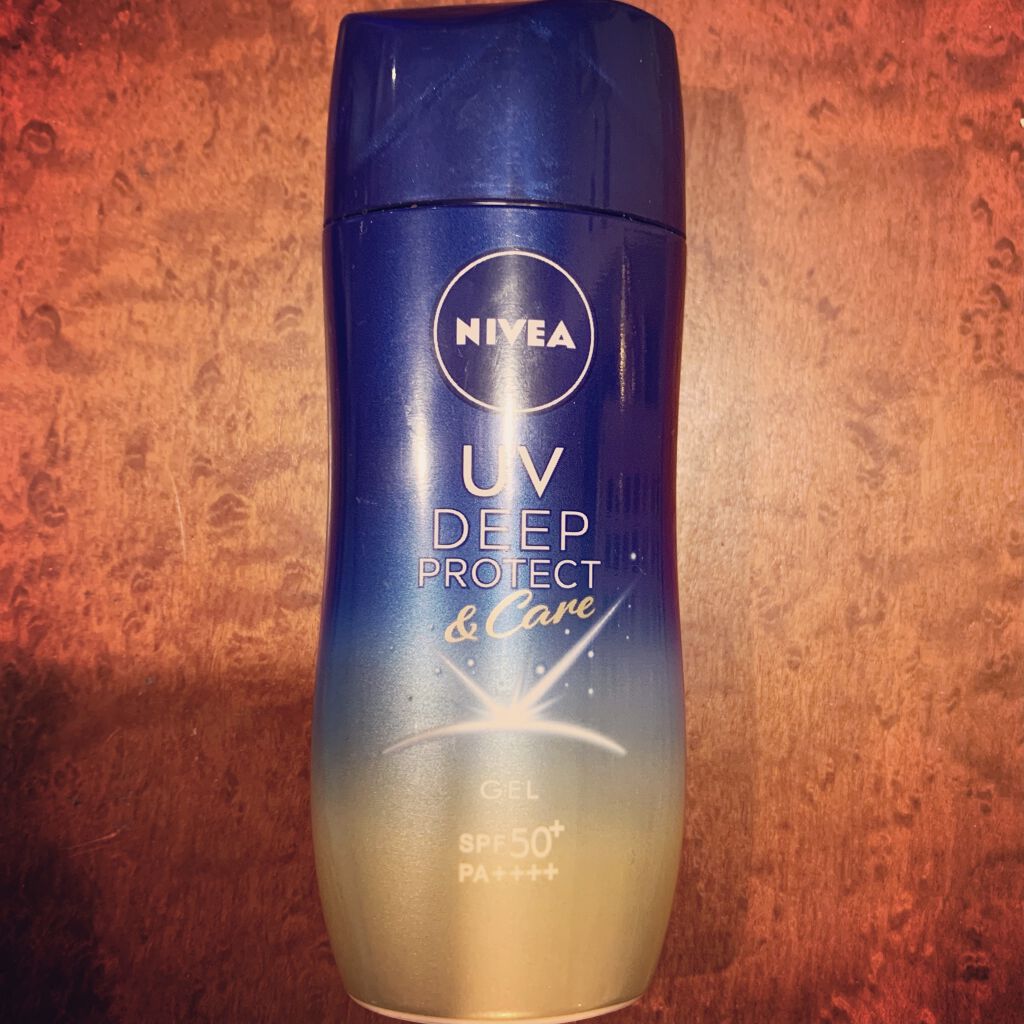 NIVEA
UV
DEEP
PROTECT
& Care
GEL
SPF50+
PA++++